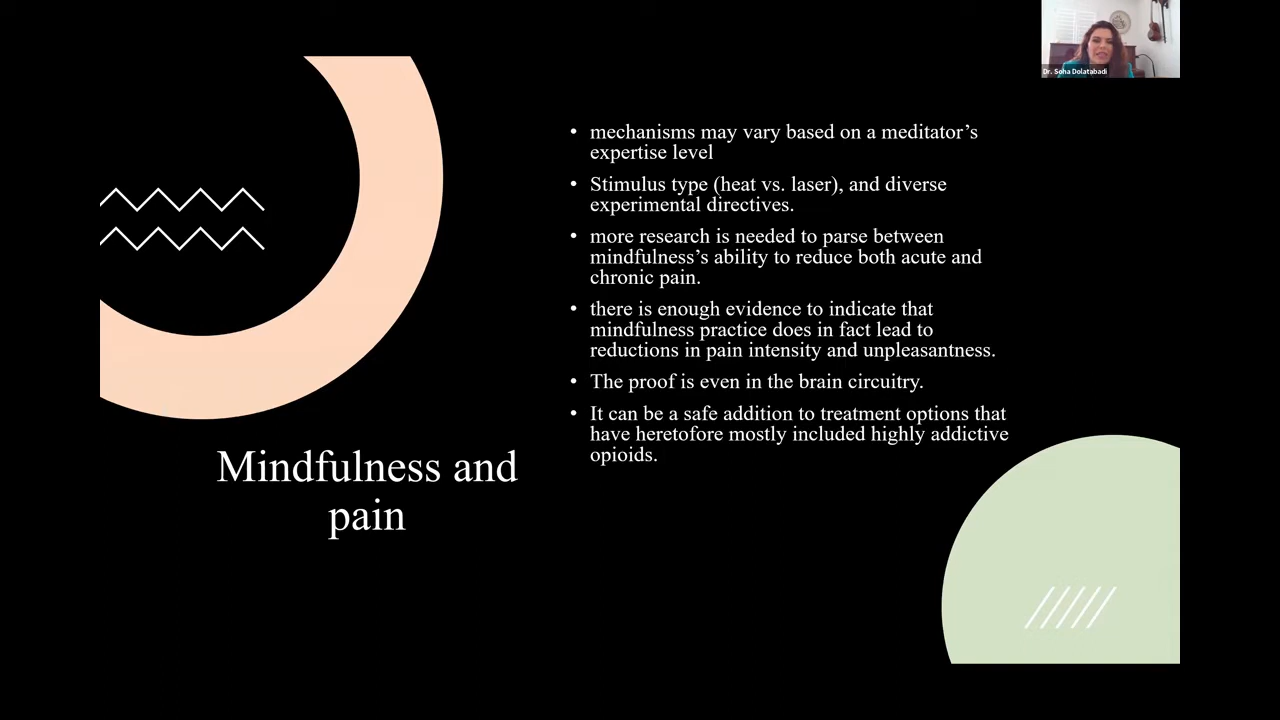 Dr. Soha Dolatabadi
• mechanisms may vary based on a meditator’s
expertise level
• Stimulus type (heat vs. laser), and diverse
experimental directives.
• more research is needed to parse between
mindfulness’s ability to reduce both acute and
chronic pain.
• there is enough evidence to indicate that
mindfulness practice does in fact lead to
reductions in pain intensity and unpleasantness.
• The proof is even in the brain circuitry.
• It can be a safe addition to treatment options that
have heretofore mostly included highly addictive
opioids.
Mindfulness and
pain